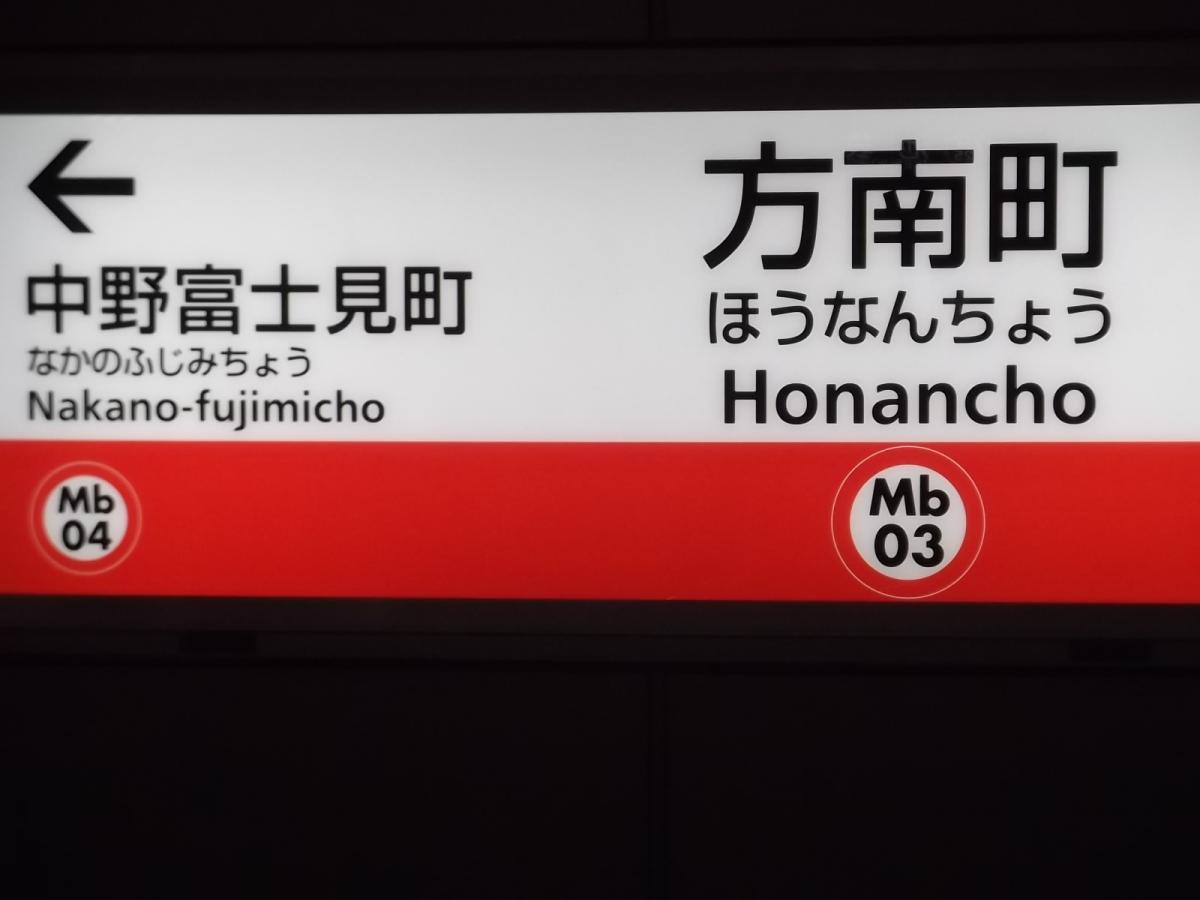 ←
中野富士見町
なかのふじみちょう
Nakano-fujimicho
Mb
04
方南町
ほうなんちょう
Honancho
Mb
03